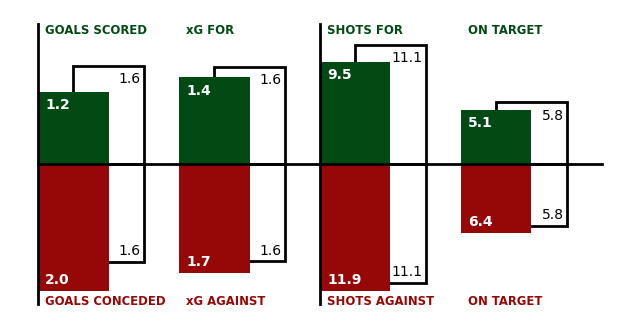 GOALS SCORED xG FOR SHOTS FOR ON TARGET
1.6 1.6 11.1 5.8
1.2 1.4 9.5 5.1
2.0 1.7 11.9 6.4
1.6 1.6 11.1 5.8
GOALS CONCEDED xG AGAINST SHOTS AGAINST ON TARGET